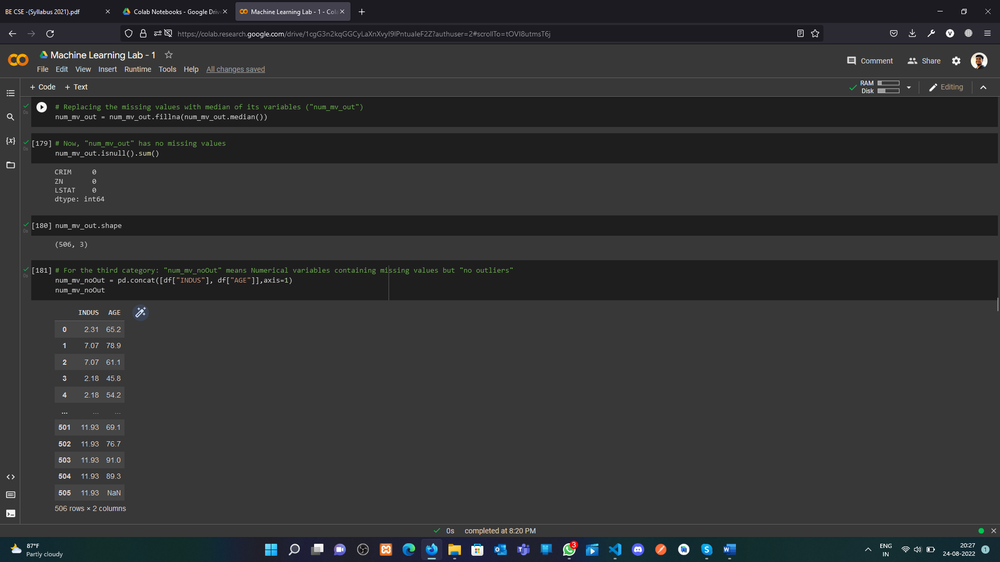 BE CSE -(Syllabus 2021).pdf
Colab Notebooks - Google Drive
Machine Learning Lab - 1 - Cola
https://colab.research.google.com/drive/1cgG3n2kqGGCyLaXnXvyI9lPntuaIeF2Z?authuser=2#scrollTo=tOVI8utmsT6j
Machine Learning Lab - 1
Comment
Share
File Edit View Insert Runtime Tools Help All changes saved
+ Code + Text
RAM
Disk
Editing
# Replacing the missing values with median of its variables ("num_mv_out")
0s
num_mv_out = num_mv_out.fillna(num_mv_out.median())
[179] # Now, "num_mv_out" has no missing values
0s
num_mv_out.isnull().sum()
CRIM 0
ZN 0
LSTAT 0
dtype: int64
[180] num_mv_out.shape
0s
(506, 3)
[181] # For the third category: "num_mv_noOut" means Numerical variables containing missing values but "no outliers"
0s
num_mv_noOut = pd.concat([df["INDUS"], df["AGE"]],axis=1)
num_mv_noOut
INDUS AGE
0 2.31 65.2
1 7.07 78.9
2 7.07 61.1
3 2.18 45.8
4 2.18 54.2
... ... ...
501 11.93 69.1
502 11.93 76.7
503 11.93 91.0
504 11.93 89.3
505 11.93 NaN
506 rows × 2 columns
0s completed at 8:20 PM
87°F
Partly cloudy
3
ENG
IN
20:27
24-08-2022
1